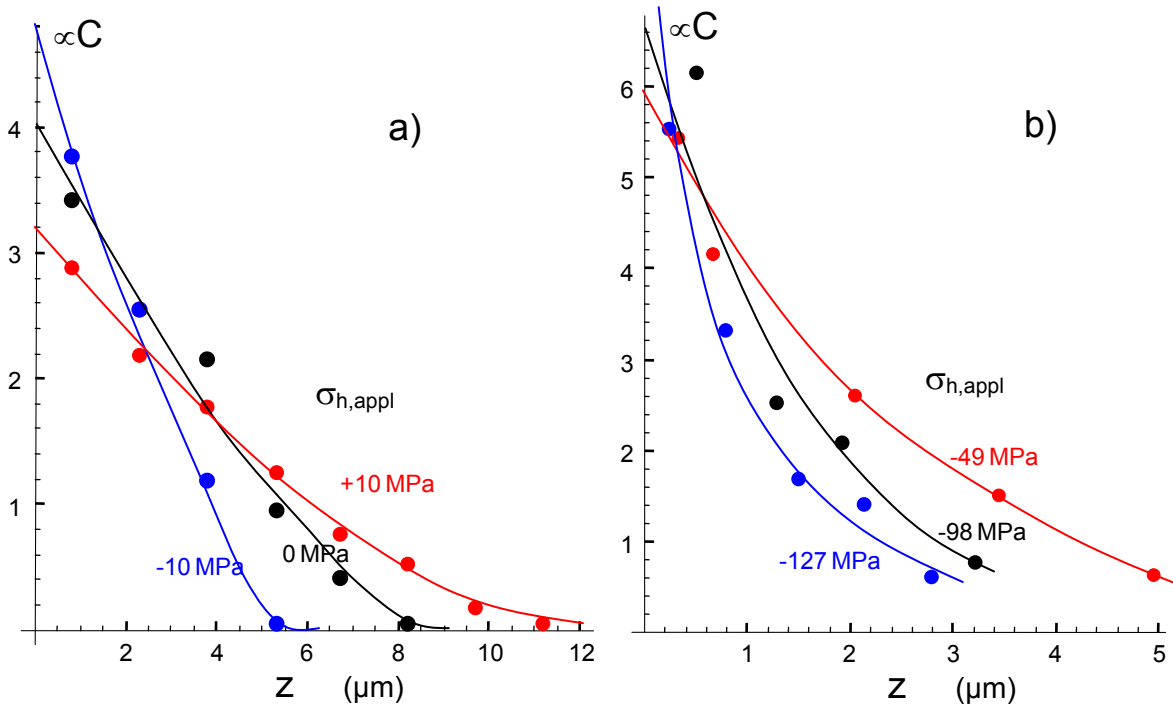 ∝C
a)
4
3
2
1
σh,appl
+10 MPa
0 MPa
-10 MPa
2
4
6
8
10
12
z (µm)
∝C
b)
6
5
4
3
2
1
σh,appl
-49 MPa
-98 MPa
-127 MPa
1
2
3
4
5
z (µm)